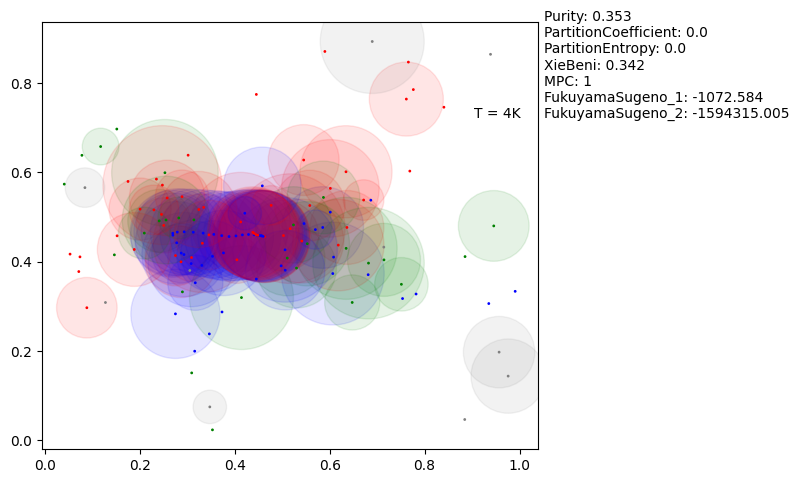 Purity: 0.353
PartitionCoefficient: 0.0
PartitionEntropy: 0.0
XieBeni: 0.342
MPC: 1
FukuyamaSugeno_1: -1072.584
FukuyamaSugeno_2: -1594315.005
T = 4K
0.8
0.6
0.4
0.2
0.0
0.0 0.2 0.4 0.6 0.8 1.0